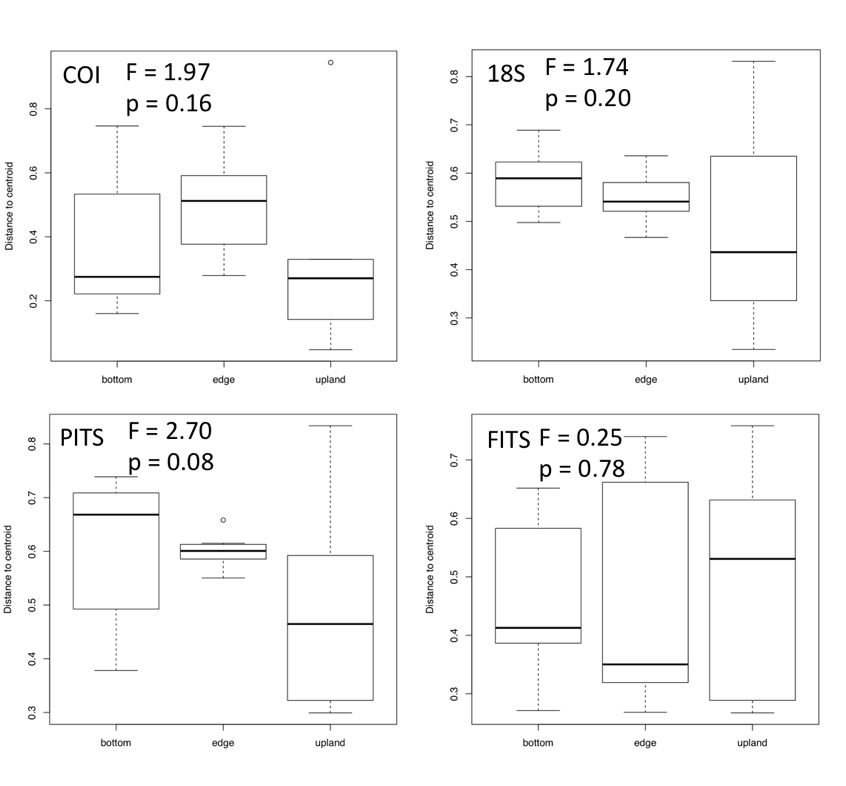 COI F = 1.97
p = 0.16
Distance to centroid
0.8
0.6
0.4
0.2
bottom edge upland
18S F = 1.74
p = 0.20
Distance to centroid
0.8
0.7
0.6
0.5
0.4
0.3
bottom edge upland
PITS F = 2.70
p = 0.08
Distance to centroid
0.8
0.7
0.6
0.5
0.4
0.3
bottom edge upland
FITS F = 0.25
p = 0.78
Distance to centroid
0.7
0.6
0.5
0.4
0.3
bottom edge upland